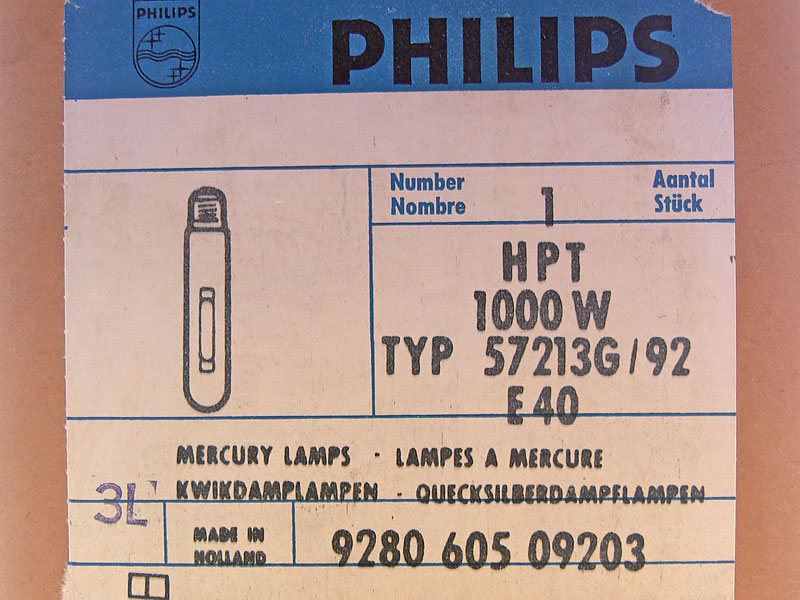 PHILIPS
PHILIPS
Number
Nombre
1
Aantal
Stück
HPT
1000 W
TYP 57213G/92
E 40
MERCURY LAMPS - LAMPES A MERCURE
KWIKDAMPLAMPEN - QUECKSILBERDAMPFLAMPEN
3L
MADE IN
HOLLAND
9280 605 09203